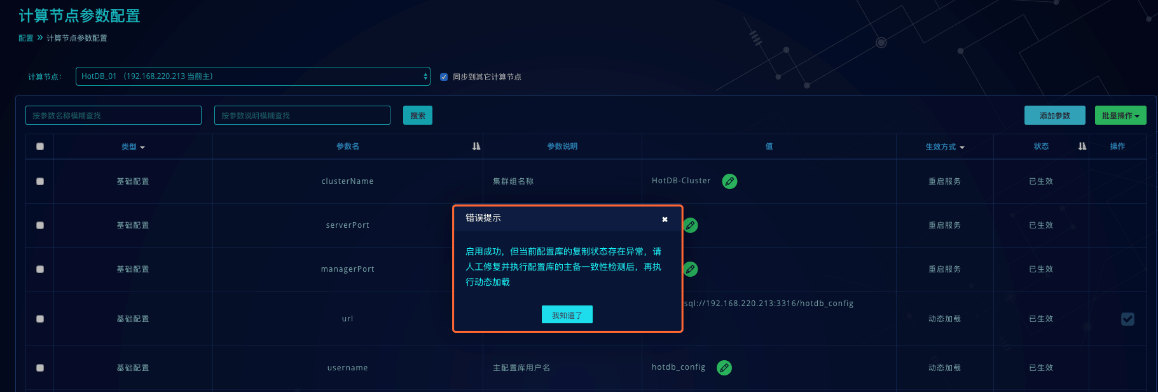 计算节点参数配置
配置 » 计算节点参数配置
计算节点： HotDB_01 （192.168.220.213 当前主） 同步到其它计算节点
按参数名称模糊查找 按参数说明模糊查找 搜索 添加参数 批量操作
类型 参数名 参数说明 值 生效方式 状态 操作
基础配置 clusterName 集群组名称 HotDB-Cluster 重启服务 已生效
基础配置 serverPort 重启服务 已生效
基础配置 managerPort 重启服务 已生效
sql://192.168.220.213:3316/hotdb_config
基础配置 url 动态加载 已生效
基础配置 username 主配置库用户名 hotdb_config 动态加载 已生效
错误提示
启用成功，但当前配置库的复制状态存在异常，请
人工修复并执行配置库的主备一致性检测后，再执
行动态加载
我知道了